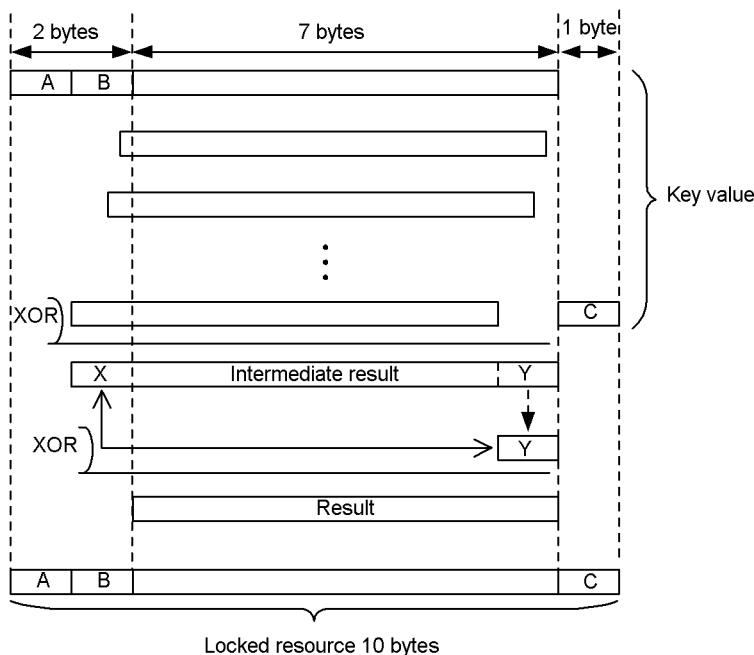 2 bytes
7 bytes
1 byte
A
B
Key value
XOR
C
X
Intermediate result
Y
XOR
Y
Result
A
B
C
Locked resource 10 bytes